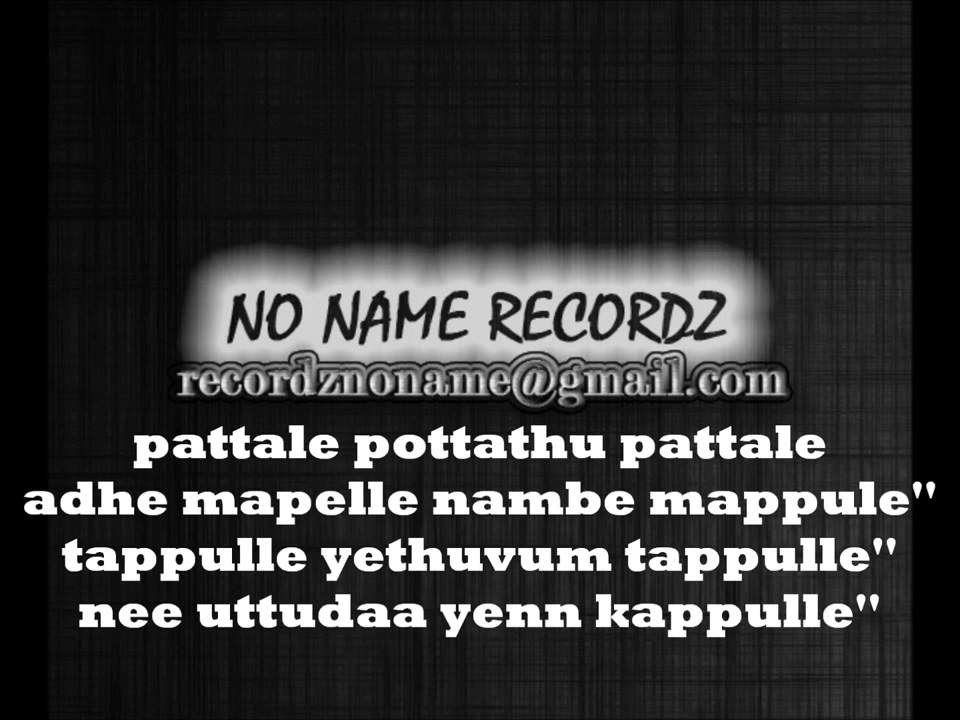 NO NAME RECORDZ
recordznoname@gmail.com
pattale pottathu pattale
adhe mapelle nambe mappule"
tappulle yethuvum tappulle"
nee uttudaa yenn kappulle"